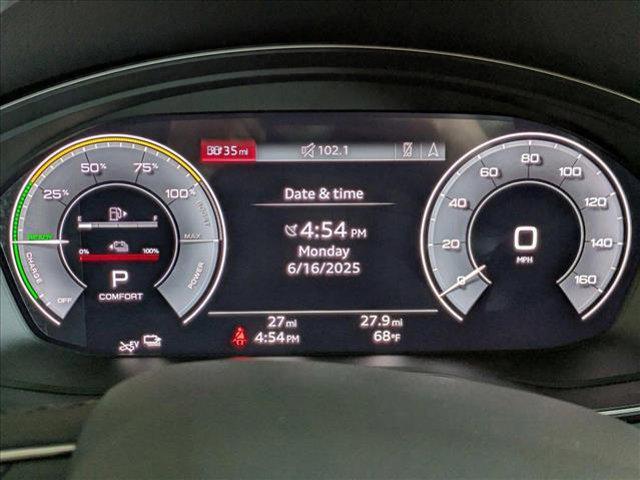 35 mi
102.1
Date & time
4:54 PM
Monday
6/16/2025
27 mi
27.9 mi
4:54 PM
68°F
25%
50%
75%
100%
BOOST
MAX
POWER
READY
CHARGE
OFF
E
F
0%
100%
P
COMFORT
EV
0
20
40
60
80
100
120
140
160
0
MPH